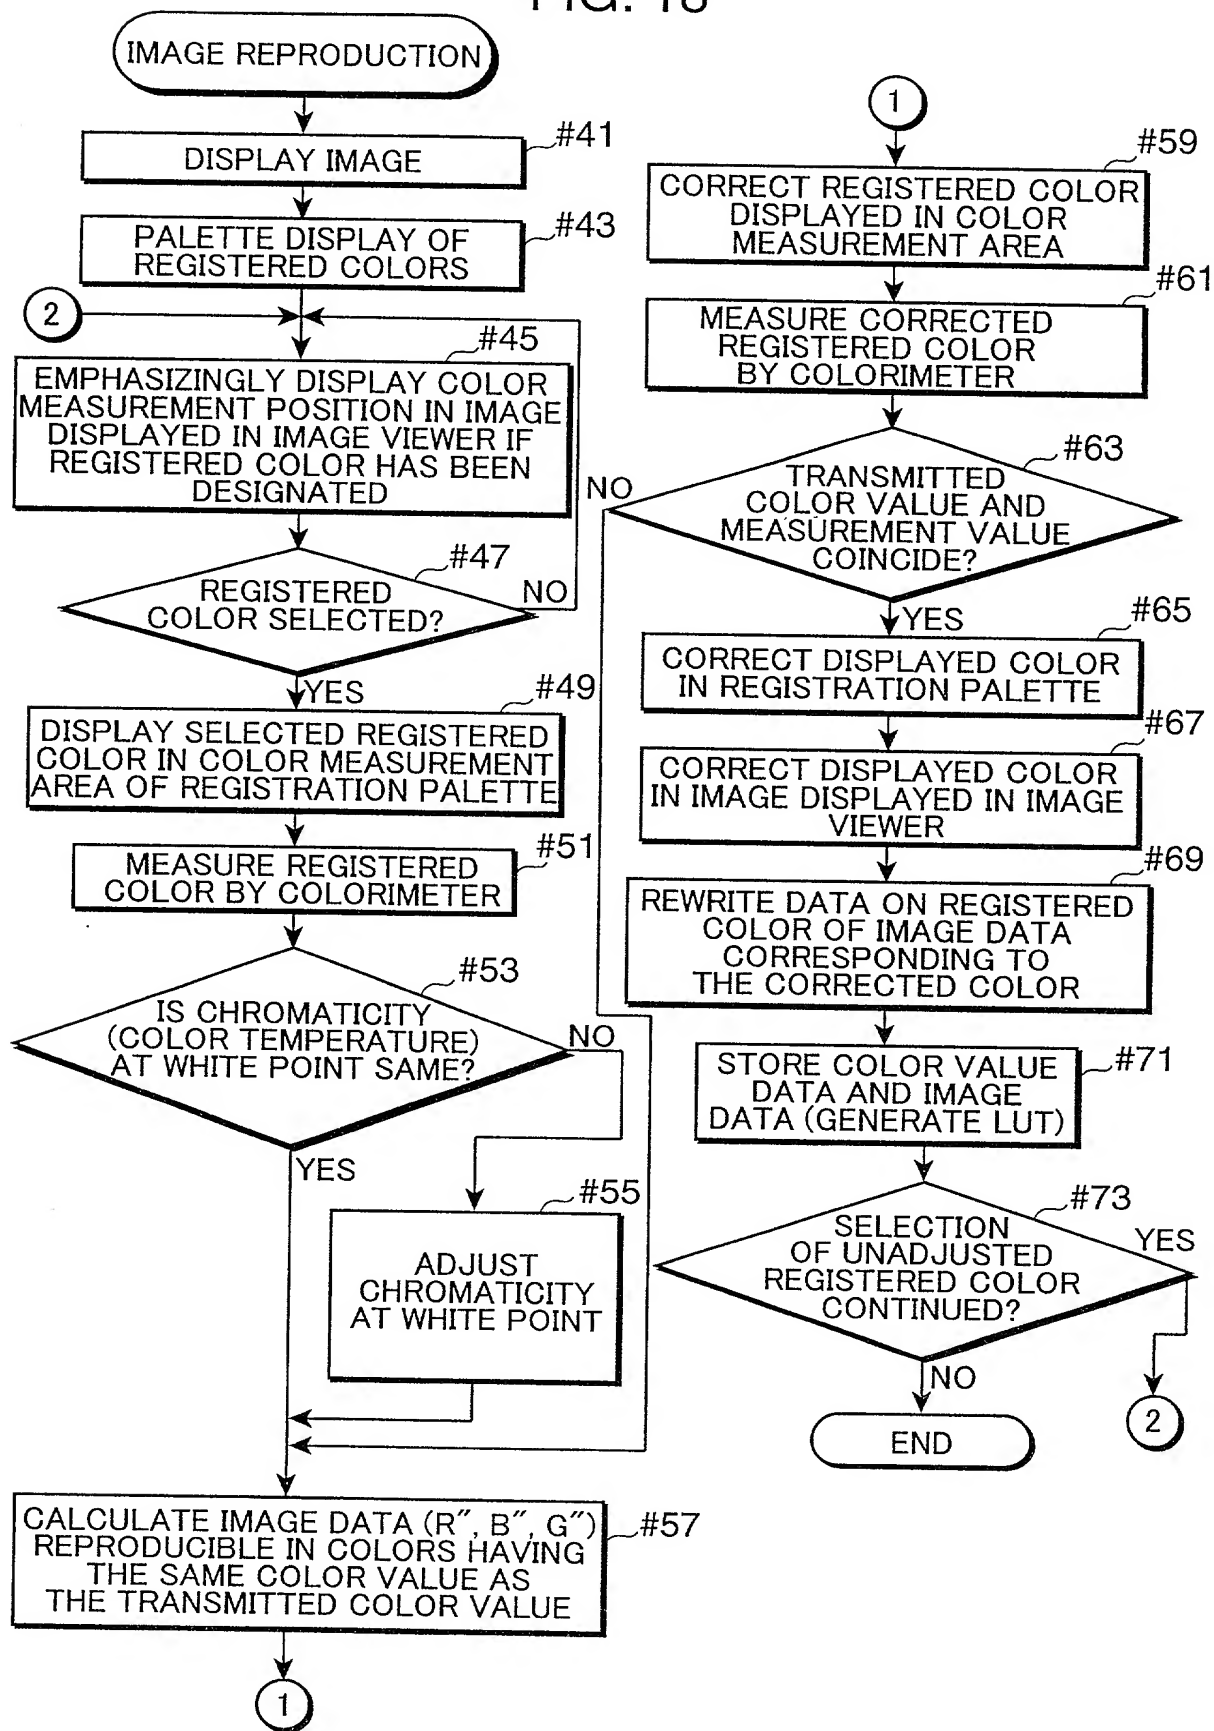 IMAGE REPRODUCTION
#41
DISPLAY IMAGE
#43
PALETTE DISPLAY OF
REGISTERED COLORS
2
#45
EMPHASIZINGLY DISPLAY COLOR
MEASUREMENT POSITION IN IMAGE
DISPLAYED IN IMAGE VIEWER IF
REGISTERED COLOR HAS BEEN
DESIGNATED
#47
REGISTERED
COLOR SELECTED?
NO
YES
#49
DISPLAY SELECTED REGISTERED
COLOR IN COLOR MEASUREMENT
AREA OF REGISTRATION PALETTE
#51
MEASURE REGISTERED
COLOR BY COLORIMETER
#53
IS CHROMATICITY
(COLOR TEMPERATURE)
AT WHITE POINT SAME?
NO
YES
#55
ADJUST
CHROMATICITY
AT WHITE POINT
#57
CALCULATE IMAGE DATA (R″, B″, G″)
REPRODUCIBLE IN COLORS HAVING
THE SAME COLOR VALUE AS
THE TRANSMITTED COLOR VALUE
1
1
#59
CORRECT REGISTERED COLOR
DISPLAYED IN COLOR
MEASUREMENT AREA
#61
MEASURE CORRECTED
REGISTERED COLOR
BY COLORIMETER
#63
TRANSMITTED
COLOR VALUE AND
MEASUREMENT VALUE
COINCIDE?
NO
YES
#65
CORRECT DISPLAYED COLOR
IN REGISTRATION PALETTE
#67
CORRECT DISPLAYED COLOR
IN IMAGE DISPLAYED IN IMAGE
VIEWER
#69
REWRITE DATA ON REGISTERED
COLOR OF IMAGE DATA
CORRESPONDING TO
THE CORRECTED COLOR
#71
STORE COLOR VALUE
DATA AND IMAGE
DATA (GENERATE LUT)
#73
SELECTION
OF UNADJUSTED
REGISTERED COLOR
CONTINUED?
YES
NO
END
2